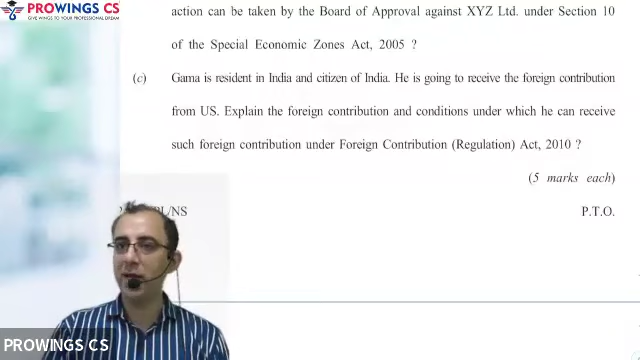 PROWINGS CS
GIVE WINGS TO YOUR PROFESSIONAL DREAM
action can be taken by the Board of Approval against XYZ Ltd. under Section 10
of the Special Economic Zones Act, 2005 ?
(c) Gama is resident in India and citizen of India. He is going to receive the foreign contribution
from US. Explain the foreign contribution and conditions under which he can receive
such foreign contribution under Foreign Contribution (Regulation) Act, 2010 ?
(5 marks each)
/NS
P.T.O.
PROWINGS CS